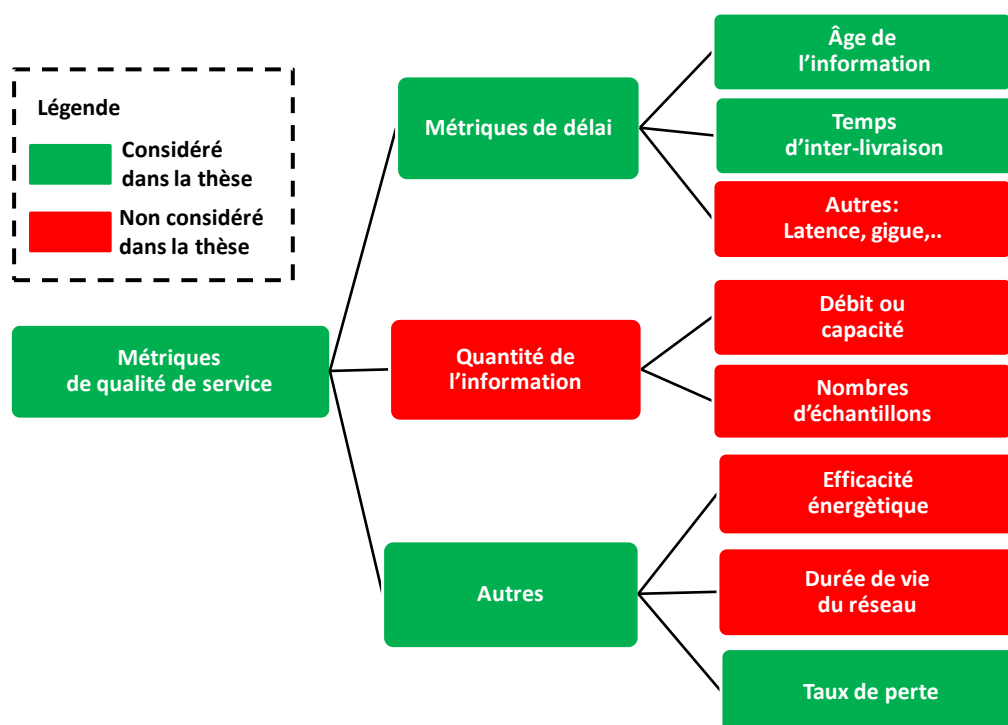 Légende
Considéré
dans la thèse
Non considéré
dans la thèse
Métriques
de qualité de service
Métriques de délai
Âge de
l’information
Temps
d’inter-livraison
Autres:
Latence, gigue,..
Quantité de
l’information
Débit ou
capacité
Nombres
d’échantillons
Autres
Efficacité
énergètique
Durée de vie
du réseau
Taux de perte